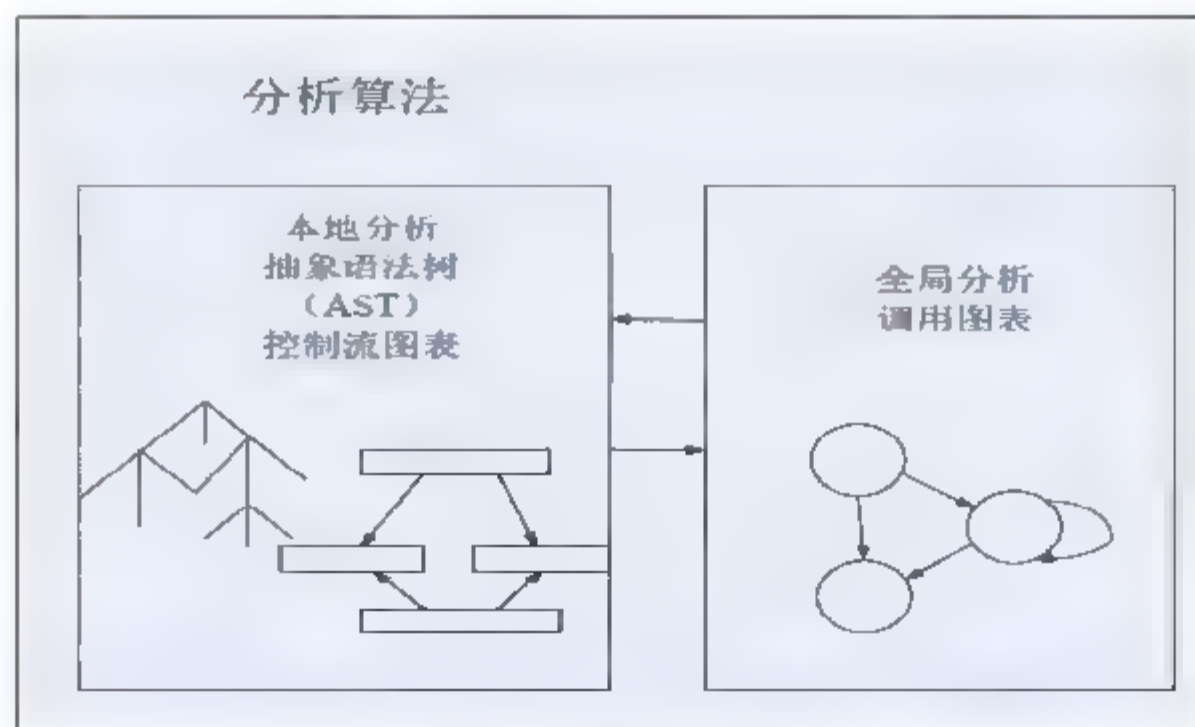 分析算法
本地分析
抽象语法树
（AST）
控制流图表
全局分析
调用图表